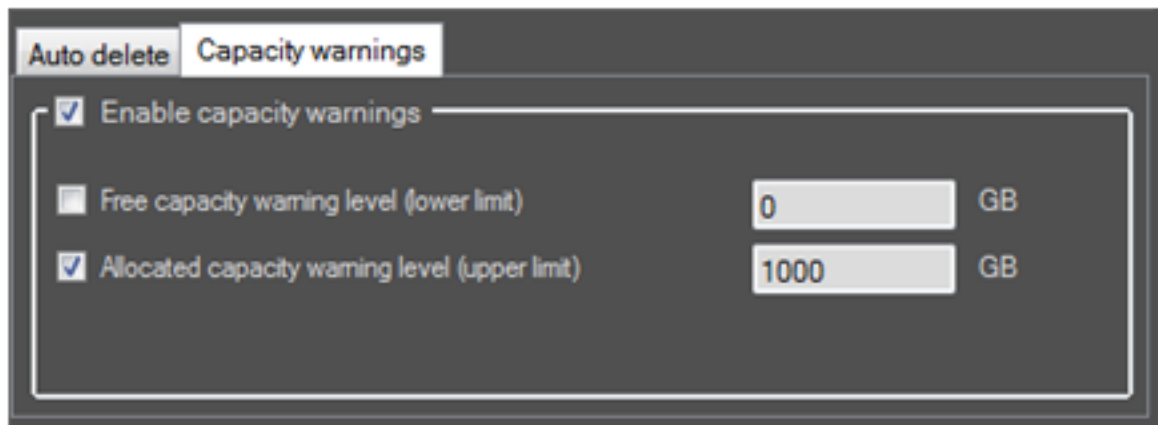 Auto delete Capacity warnings
Enable capacity warnings
Free capacity warning level (lower limit) 0 GB
Allocated capacity warning level (upper limit) 1000 GB